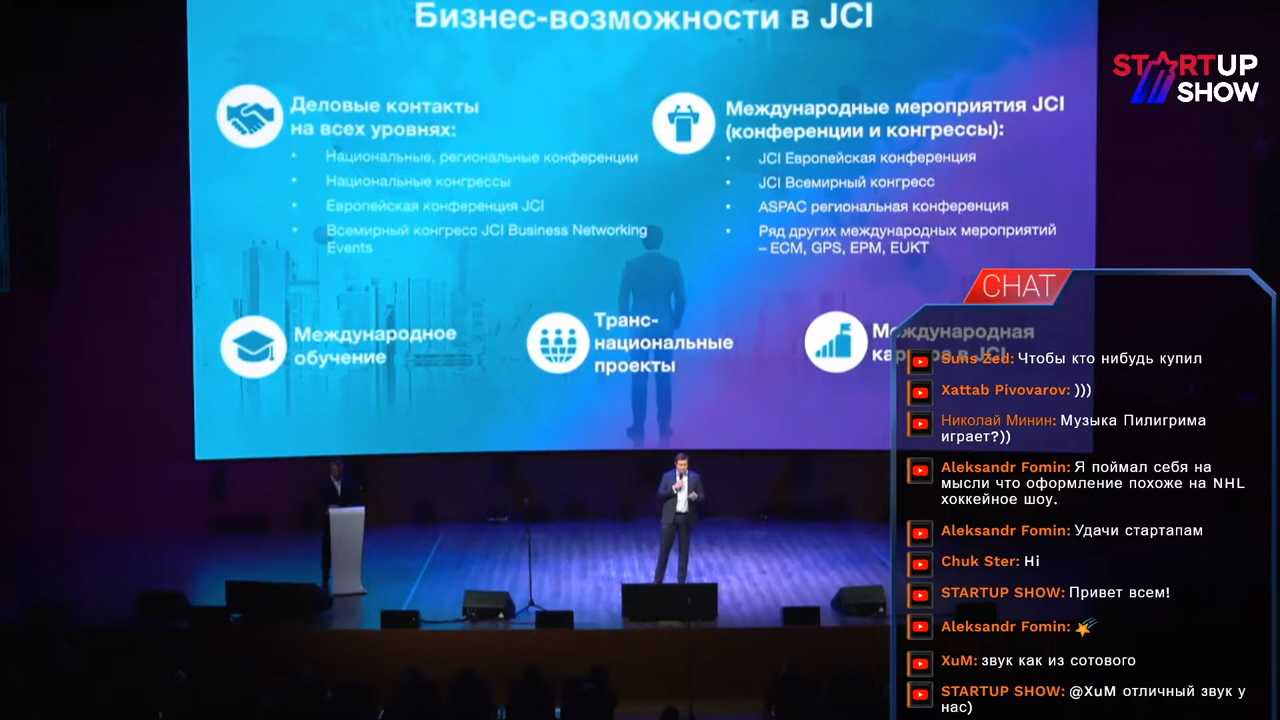 Бизнес-возможности в JCI
STARTUP
SHOW
Деловые контакты
на всех уровнях:
• Национальные, региональные конференции
• Национальные конгрессы
• Европейская конференция JCI
• Всемирный конгресс JCI Business Networking
Events
Международные мероприятия JCI
(конференции и конгрессы):
• JCI Европейская конференция
• JCI Всемирный конгресс
• ASPAC региональная конференция
• Ряд других международных мероприятий
– ECM, GPS, EPM, EUKT
Международное
обучение
Транс-
национальные
проекты
Международная
карьера в JCI
CHAT
Suns Zed: Чтобы кто нибудь купил
Xattab Pivovarov: )))
Николай Минин: Музыка Пилигрима
играет?))
Aleksandr Fomin: Я поймал себя на
мысли что оформление похоже на NHL
хоккейное шоу.
Aleksandr Fomin: Удачи стартапам
Chuk Ster: Hi
STARTUP SHOW: Привет всем!
Aleksandr Fomin:
XuM: звук как из сотового
STARTUP SHOW: @XuM отличный звук у
нас)